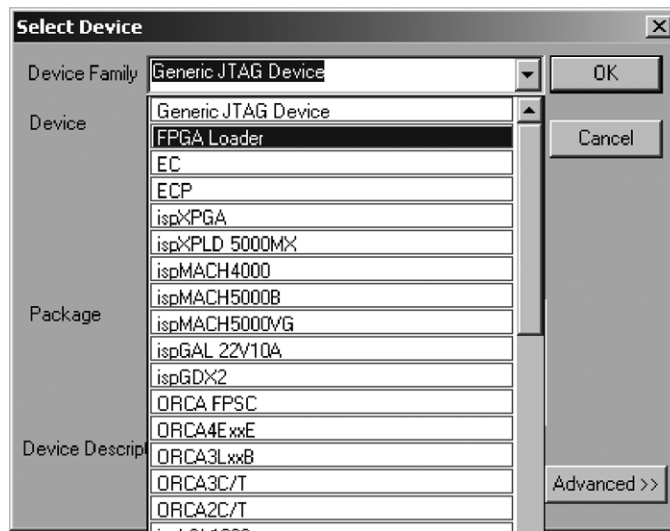 Select Device
Device Family
Generic JTAG Device
OK
Device
Generic JTAG Device
FPGA Loader
Cancel
EC
ECP
ispXPGA
ispXPLD 5000MX
ispMACH4000
ispMACH5000B
Package
ispMACH5000VG
ispGAL 22V10A
ispGDX2
ORCA FPSC
ORCA4ExxE
Device Descript
ORCA3LxxB
ORCA3C/T
Advanced >>
ORCA2C/T